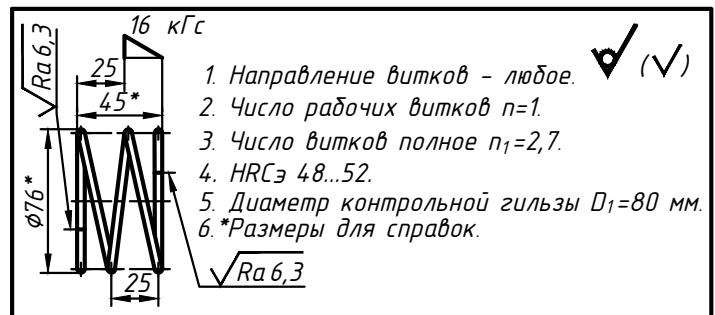 16 кГс
Ra 6,3
25
45*
⌀76*
25
Ra 6,3
(√)
1. Направление витков – любое.
2. Число рабочих витков n=1.
3. Число витков полное n₁=2,7.
4. HRCэ 48...52.
5. Диаметр контрольной гильзы D₁=80 мм.
6.*Размеры для справок.